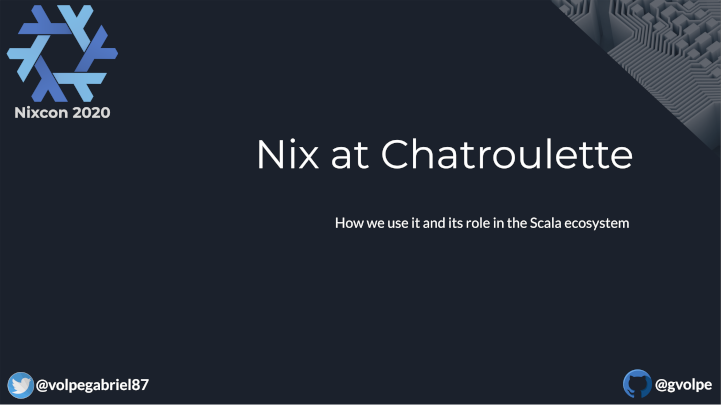 Nixcon 2020
Nix at Chatroulette
How we use it and its role in the Scala ecosystem
@volpegabriel87
@gvolpe